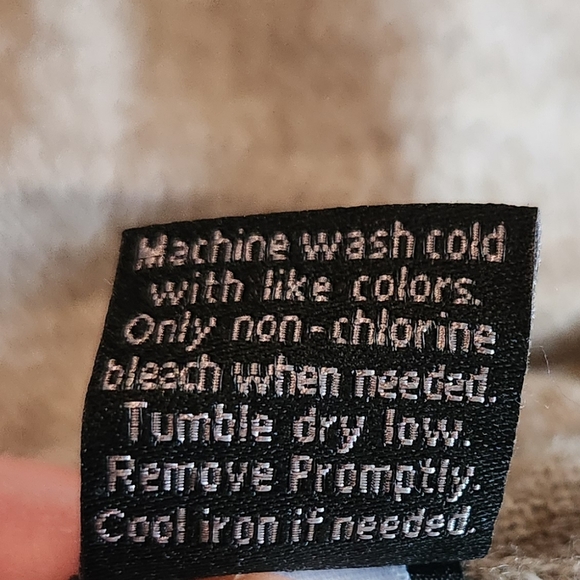 Machine wash cold
with like colors.
Only non-chlorine
bleach when needed.
Tumble dry low.
Remove Promptly.
Cool iron if needed.